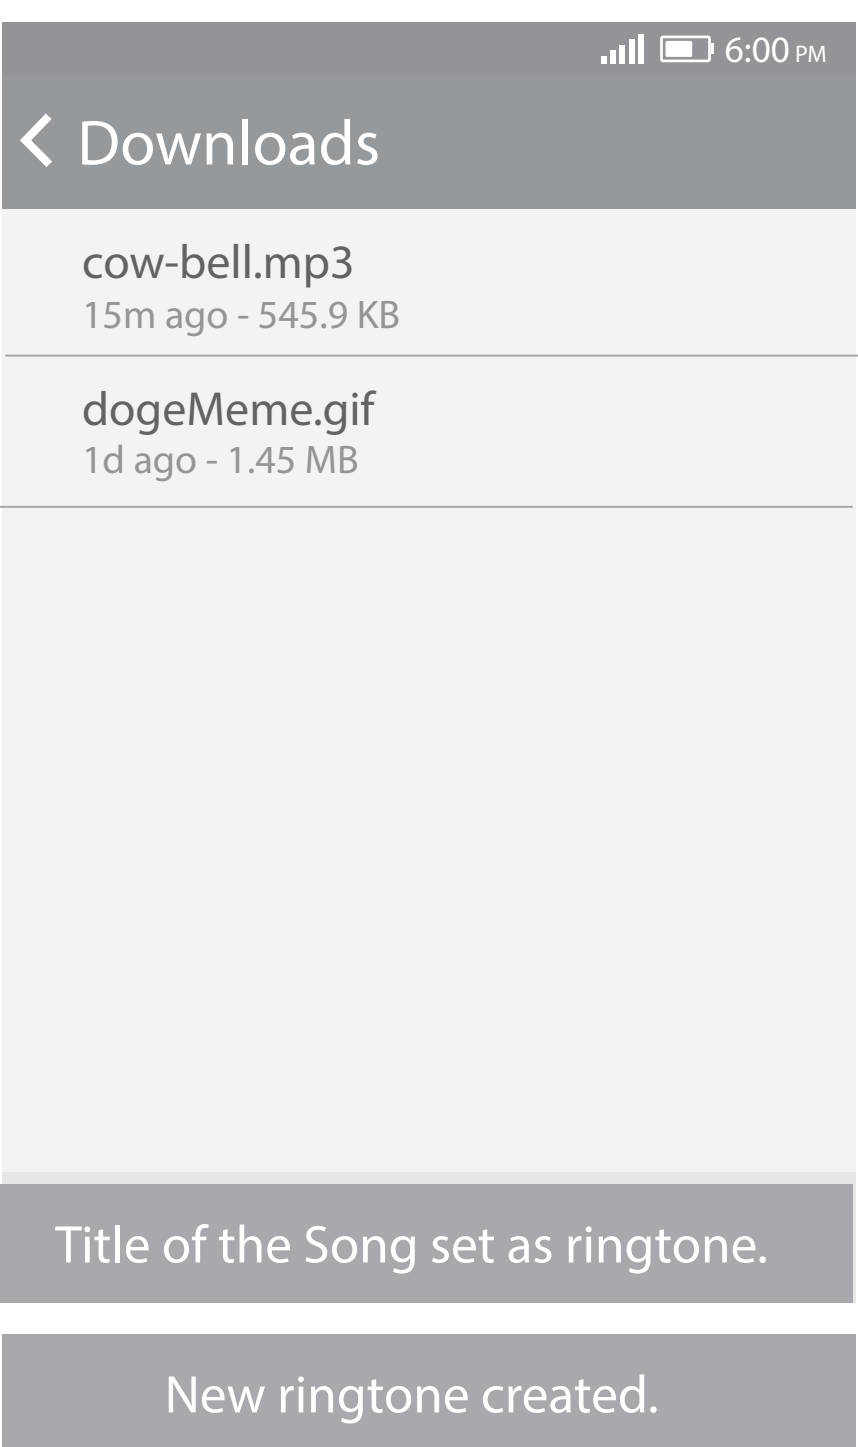 6:00 PM
Downloads
cow-bell.mp3
15m ago - 545.9 KB
dogeMeme.gif
1d ago - 1.45 MB
Title of the Song set as ringtone.
New ringtone created.